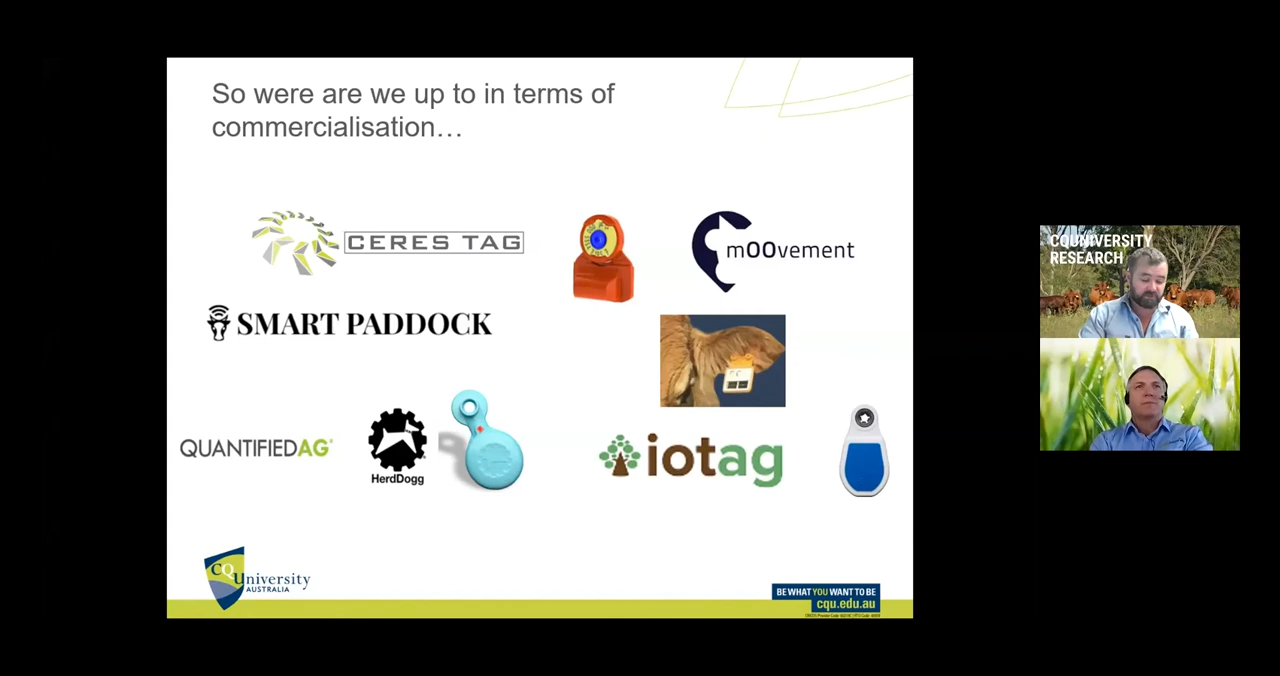 So were are we up to in terms of
commercialisation…
CERES TAG
mOOvement
SMART PADDOCK
QUANTIFIEDAG
HerdDogg
iotag
CQUniversity
AUSTRALIA
BE WHAT YOU WANT TO BE
cqu.edu.au
CQUNIVERSITY
RESEARCH